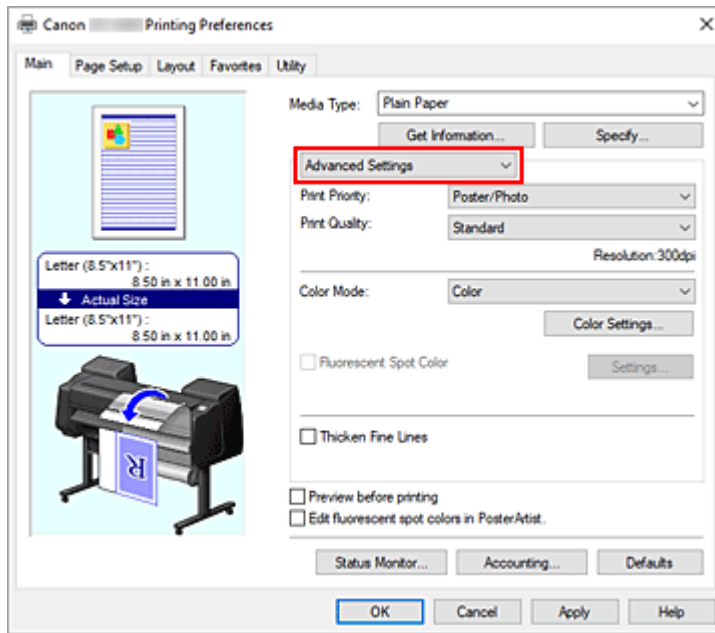 Canon Printing Preferences
Main Page Setup Layout Favorites Utility
Media Type: Plain Paper
Get Information... Specify...
Advanced Settings
Print Priority: Poster/Photo
Print Quality: Standard
Resolution:300dpi
Letter (8.5"x11") :
8.50 in x 11.00 in
Actual Size
Letter (8.5"x11") :
8.50 in x 11.00 in
Color Mode: Color
Color Settings...
Fluorescent Spot Color Settings...
Thicken Fine Lines
R
Preview before printing
Edit fluorescent spot colors in PosterArtist.
Status Monitor... Accounting... Defaults
OK Cancel Apply Help